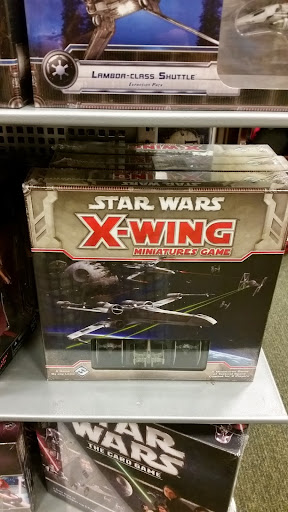 LAMBDA-CLASS SHUTTLE
EXPANSION PACK
STAR WARS
X-WING
MINIATURES GAME
STAR
WARS
THE CARD GAME